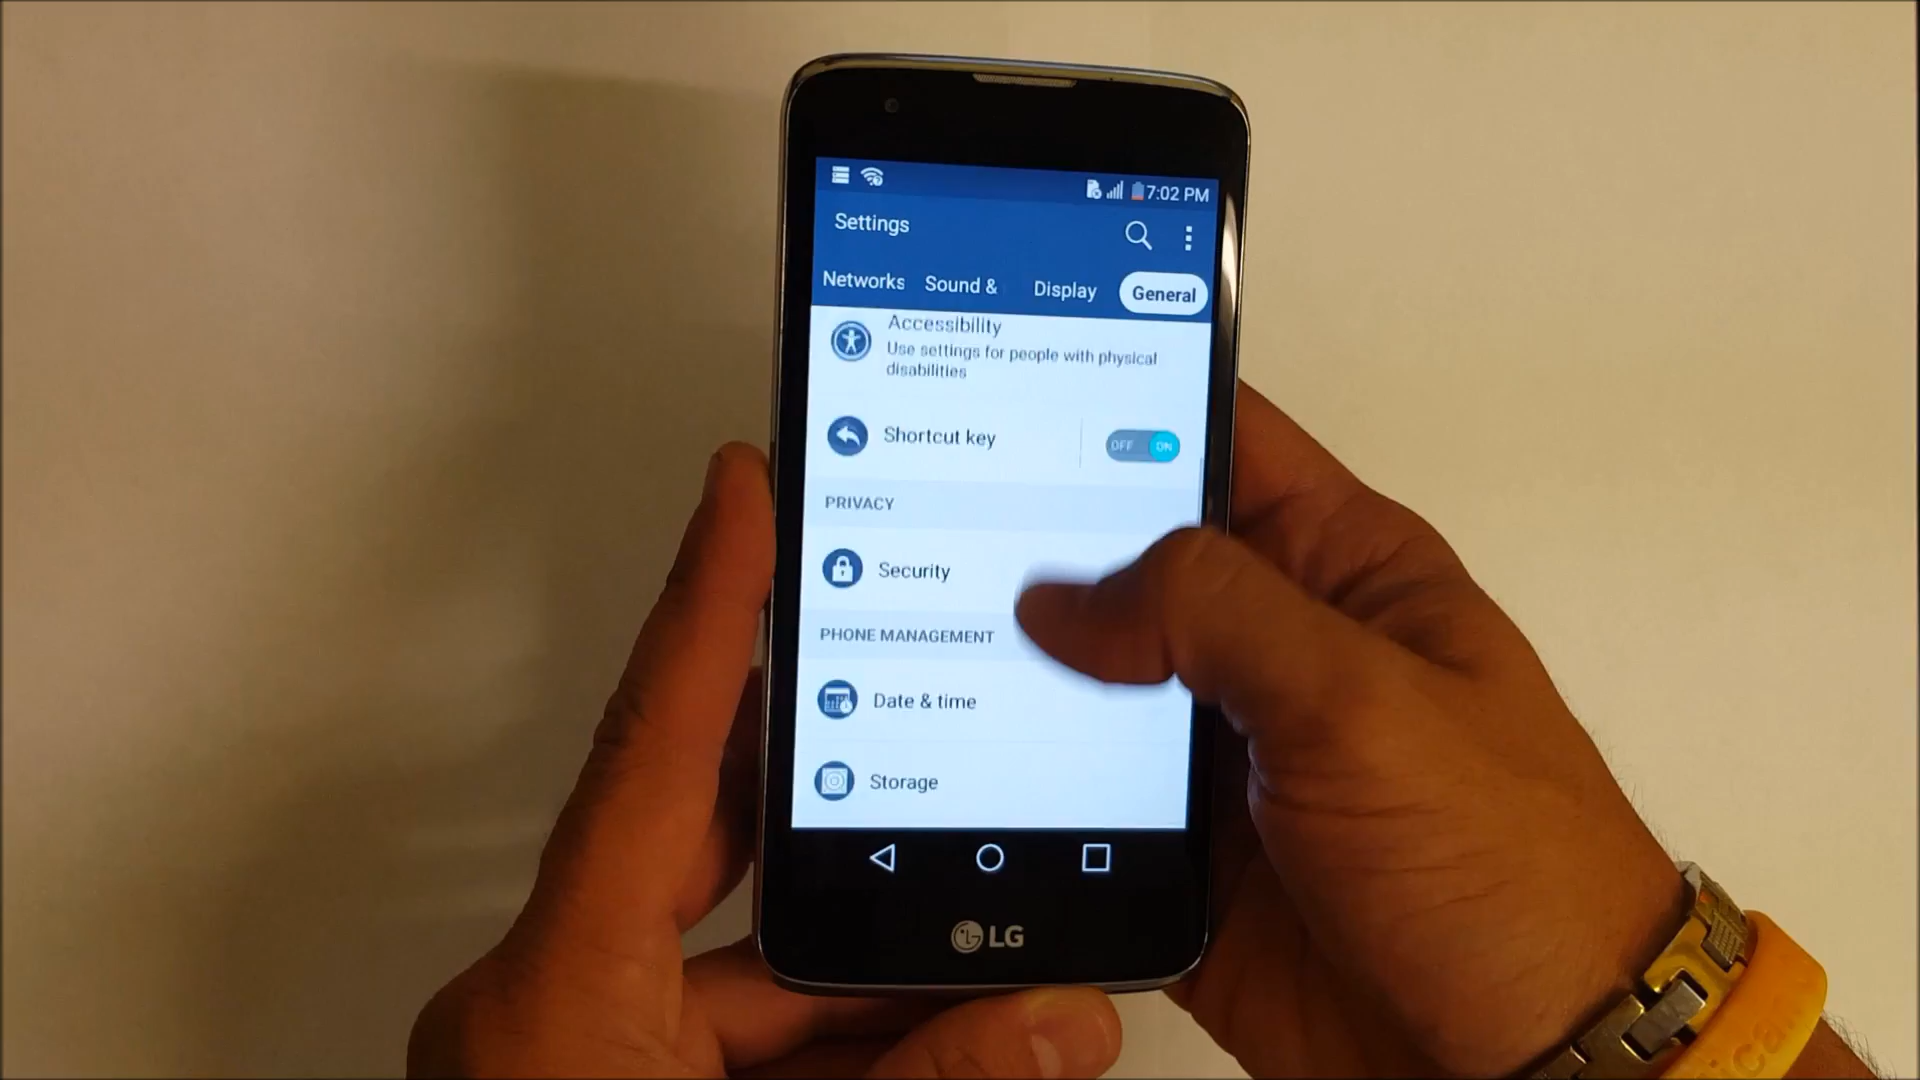 7:02 PM
Settings
Networks Sound & Display General
Accessibility
Use settings for people with physical
disabilities
Shortcut key OFF ON
PRIVACY
Security
PHONE MANAGEMENT
Date & time
Storage
LG